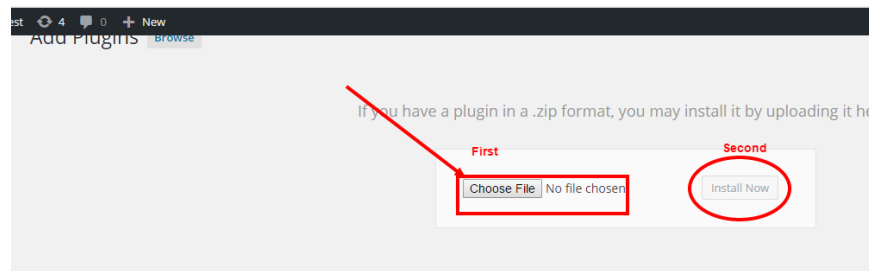 est 4 0 + New
Add Plugins Browse
If you have a plugin in a .zip format, you may install it by uploading it he
First Second
Choose File No file chosen Install Now